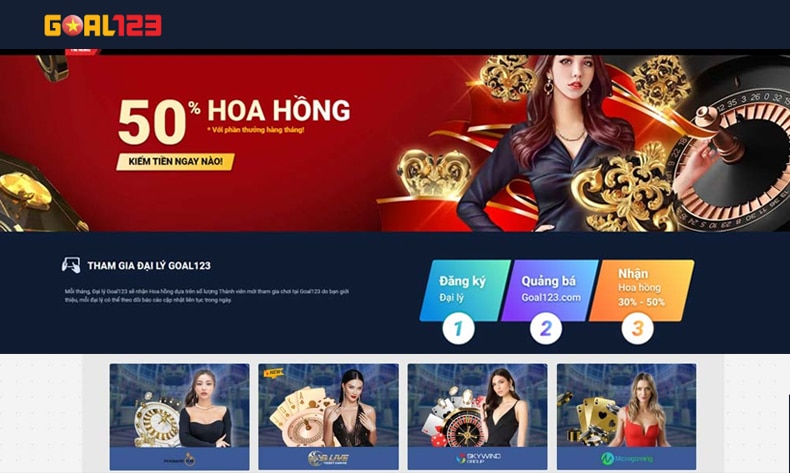 GOAL123
50% HOA HỒNG
* Với phần thưởng hàng tháng!
KIẾM TIỀN NGAY NÀO!
THAM GIA ĐẠI LÝ GOAL123
Mỗi tháng, Đại lý Goal123 sẽ nhận Hoa hồng dựa trên số lượng Thành viên mới tham gia chơi tại Goal123 do bạn giới
thiệu, mỗi đại lý có thể theo dõi báo cáo cập nhật liên tục trong ngày.
Đăng ký
Đại lý
1
Quảng bá
Goal123.com
2
Nhận
Hoa hồng
30% - 50%
3
NEW
SKYWIND
GROUP
Microgaming